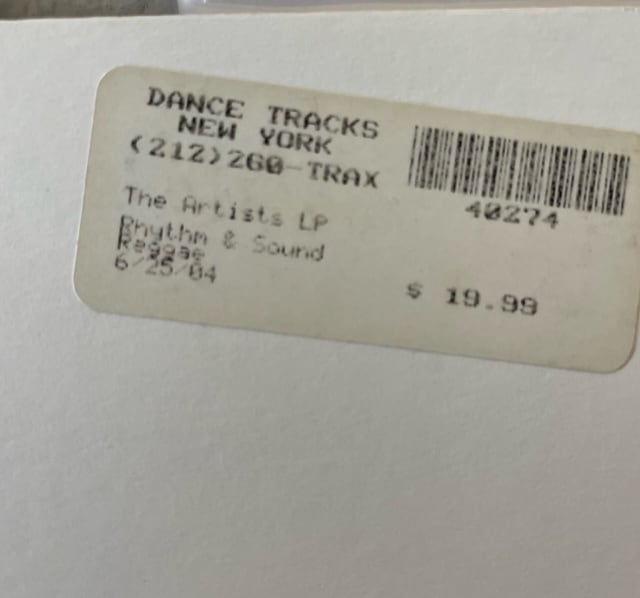 DANCE TRACKS
NEW YORK
(212)260-TRAX
40274
The Artists LP
Rhythm & Sound
Reggae
6/25/04
$ 19.99